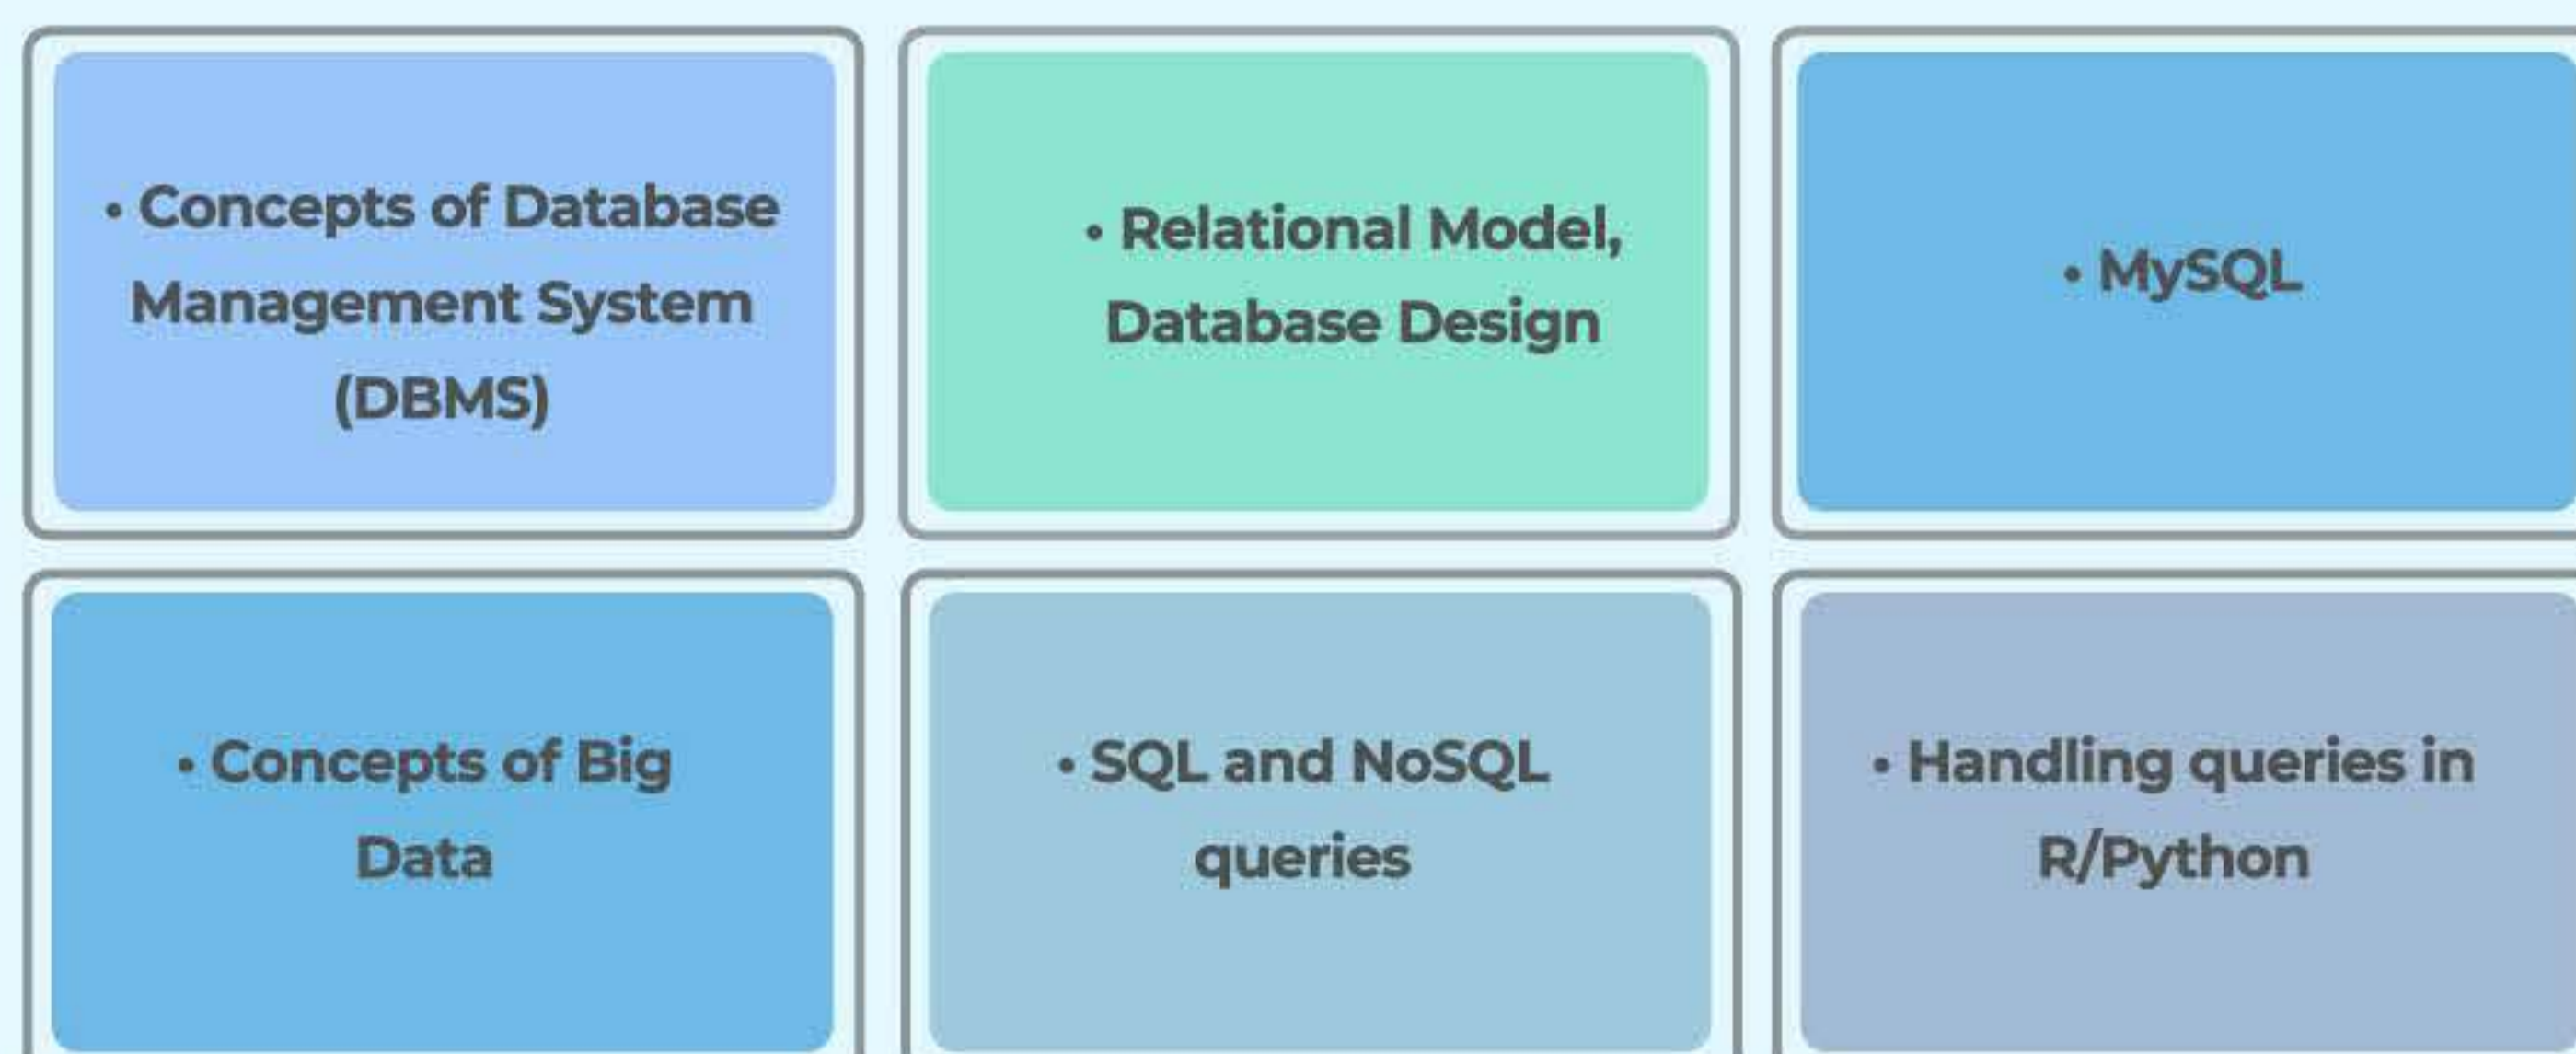 • Concepts of Database
Management System
(DBMS)
• Relational Model,
Database Design
• MySQL
• Concepts of Big
Data
• SQL and NoSQL
queries
• Handling queries in
R/Python